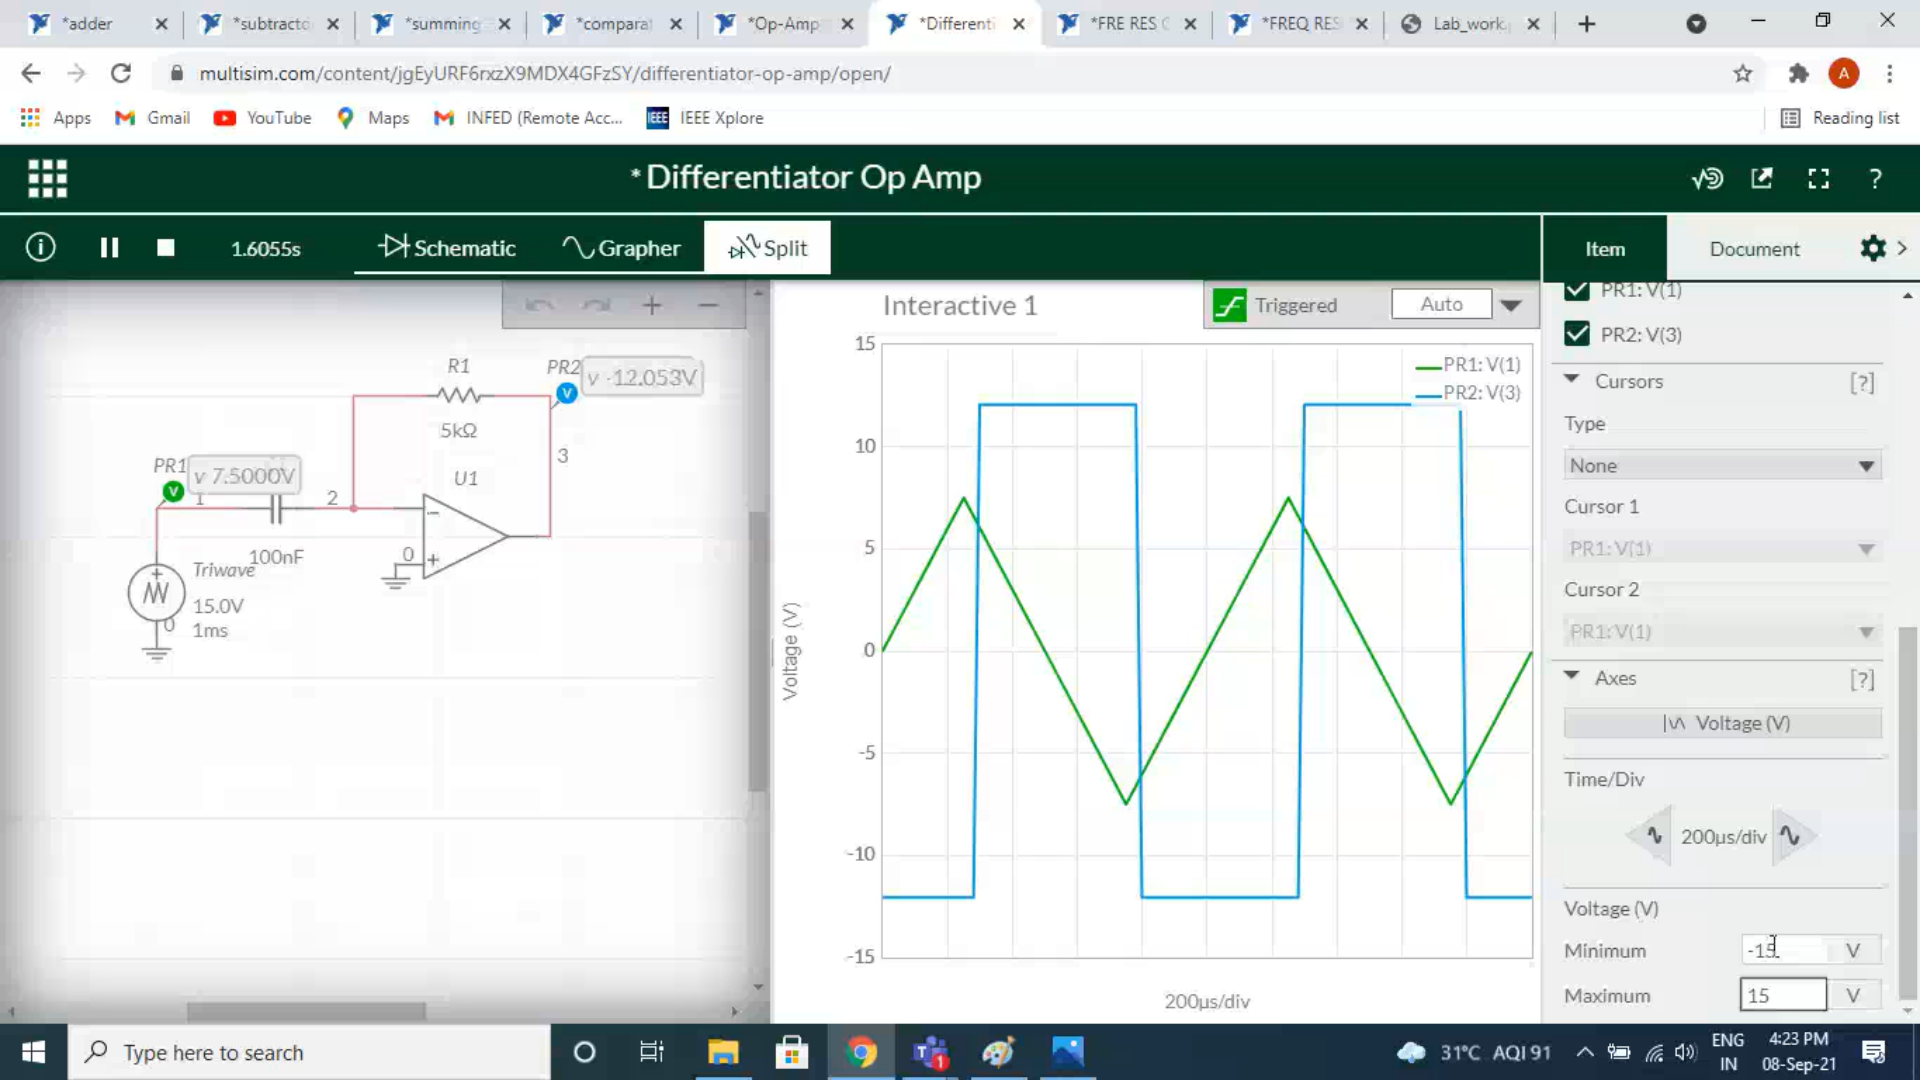 *adder
*subtracto
*summing
*compara
*Op-Amp
*Differenti
*FRE RES C
*FREQ RES
Lab_work
multisim.com/content/jgEyURF6rxzX9MDX4GFzSY/differentiator-op-amp/open/
A
Apps
Gmail
YouTube
Maps
INFED (Remote Acc...
IEEE
IEEE Xplore
Reading list
* Differentiator Op Amp
?
1.6055s
Schematic
Grapher
Split
Item
Document
Interactive 1
Triggered
Auto
PR1: V(1)
PR2: V(3)
Cursors
[?]
Type
None
Cursor 1
PR1: V(1)
Cursor 2
PR1: V(1)
Axes
[?]
Voltage (V)
Time/Div
200µs/div
Voltage (V)
Minimum
-15
V
Maximum
15
V
R1
PR2
v -12.053V
V
5kΩ
3
U1
PR1
v 7.5000V
V
1
2
100nF
0
Triwave
15.0V
1ms
0
PR1: V(1)
PR2: V(3)
15
10
5
0
-5
-10
-15
Voltage (V)
200µs/div
Type here to search
1
31°C AQI 91
ENG
IN
4:23 PM
08-Sep-21